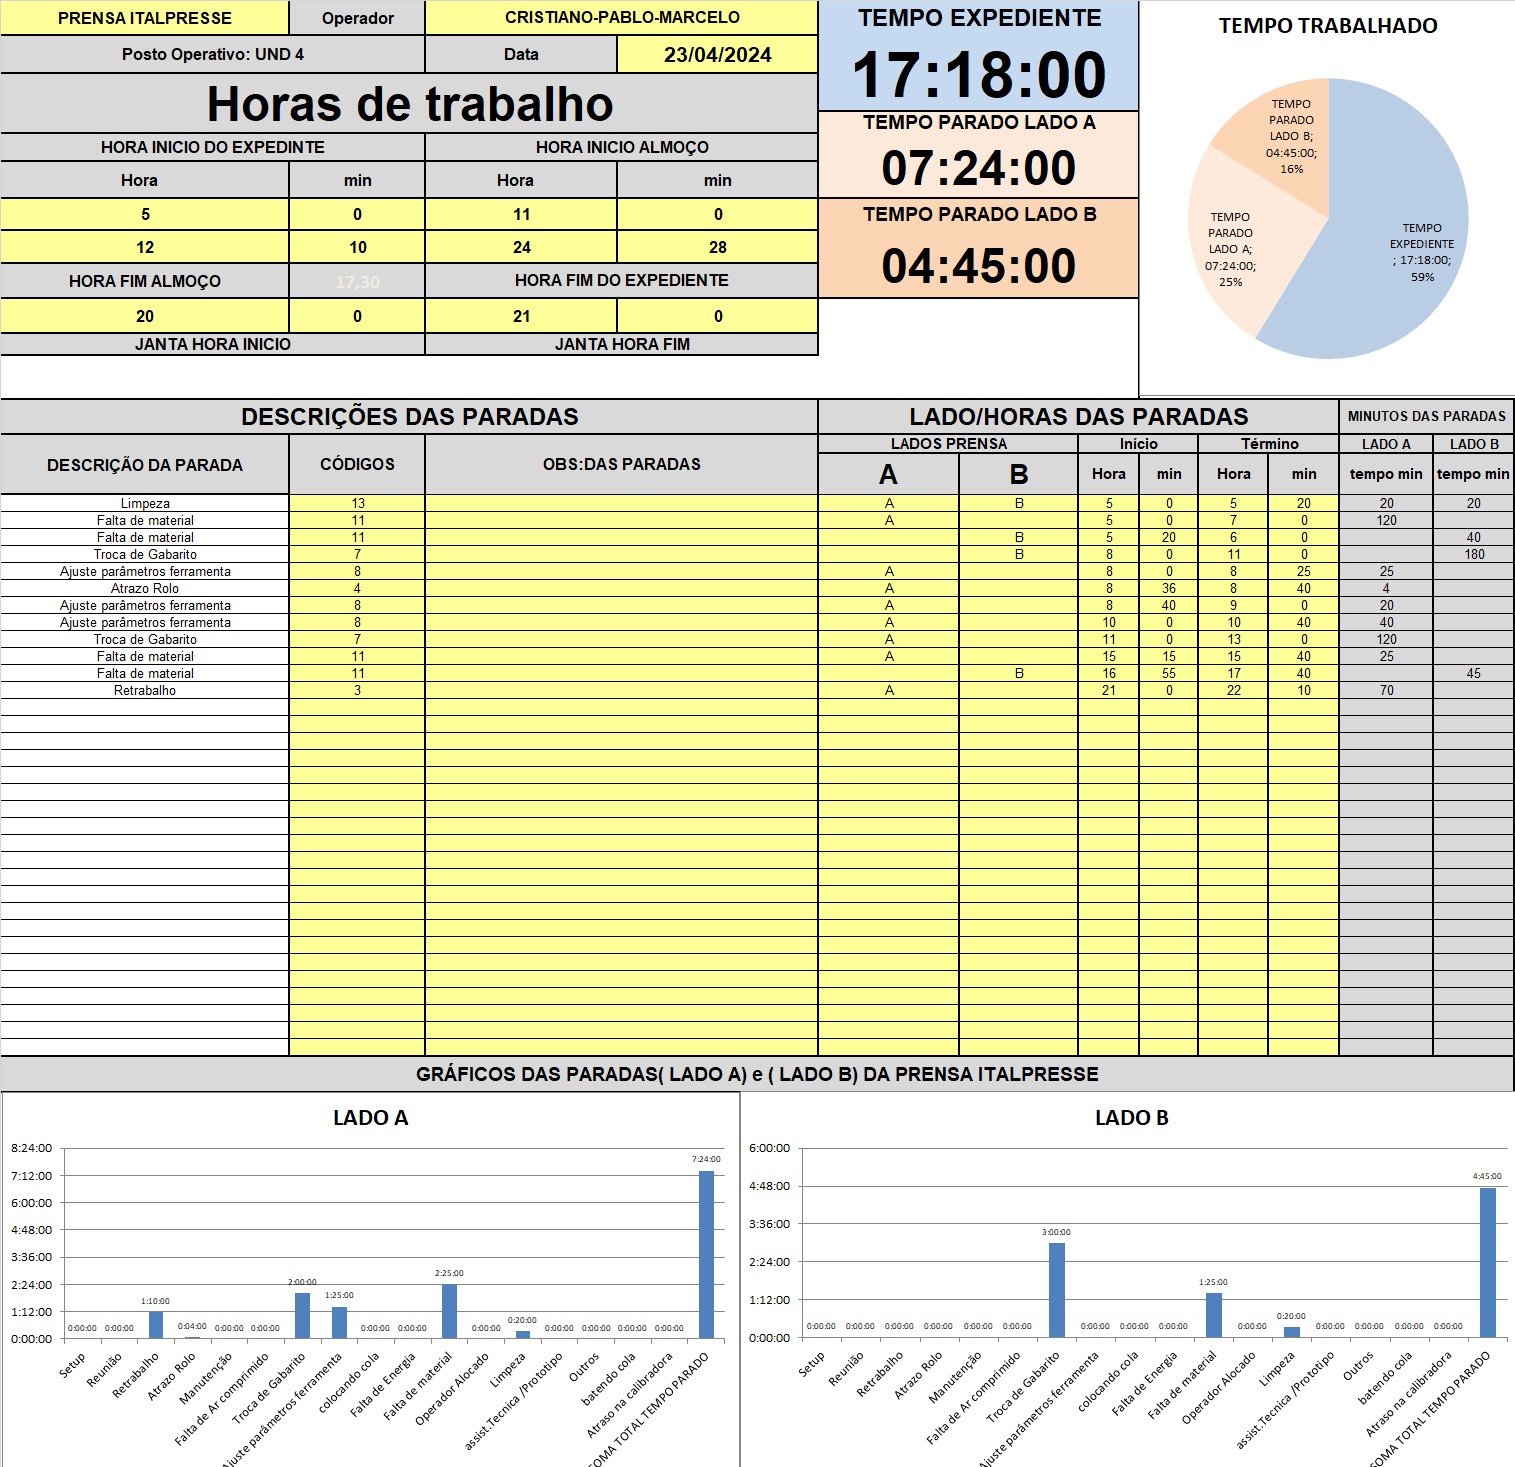 PRENSA ITALPRESSE Operador CRISTIANO-PABLO-MARCELO
Posto Operativo: UND 4 Data 23/04/2024
Horas de trabalho
HORA INICIO DO EXPEDINTE HORA INICIO ALMOÇO
Hora min Hora min
5 0 11 0
12 10 24 28
HORA FIM ALMOÇO 17,30 HORA FIM DO EXPEDIENTE
20 0 21 0
JANTA HORA INICIO JANTA HORA FIM
TEMPO EXPEDIENTE
17:18:00
TEMPO PARADO LADO A
07:24:00
TEMPO PARADO LADO B
04:45:00
TEMPO TRABALHADO
TEMPO
PARADO
LADO B;
04:45:00;
16%
TEMPO
PARADO
LADO A;
07:24:00;
25%
TEMPO
EXPEDIENTE
; 17:18:00;
59%
DESCRIÇÕES DAS PARADAS LADO/HORAS DAS PARADAS MINUTOS DAS PARADAS
DESCRIÇÃO DA PARADA CÓDIGOS OBS:DAS PARADAS LADOS PRENSA Início Término LADO A LADO B
A B Hora min Hora min tempo min tempo min
Limpeza 13 A B 5 0 5 20 20 20
Falta de material 11 A 5 0 7 0 120
Falta de material 11 B 5 20 6 0 40
Troca de Gabarito 7 B 8 0 11 0 180
Ajuste parâmetros ferramenta 8 A 8 0 8 25 25
Atrazo Rolo 4 A 8 36 8 40 4
Ajuste parâmetros ferramenta 8 A 8 40 9 0 20
Ajuste parâmetros ferramenta 8 A 10 0 10 40 40
Troca de Gabarito 7 A 11 0 13 0 120
Falta de material 11 A 15 15 15 40 25
Falta de material 11 B 16 55 17 40 45
Retrabalho 3 A 21 0 22 10 70
GRÁFICOS DAS PARADAS( LADO A) e ( LADO B) DA PRENSA ITALPRESSE
LADO A
8:24:00
7:12:00
6:00:00
4:48:00
3:36:00
2:24:00
1:12:00
0:00:00
0:00:00 0:00:00 1:10:00 0:04:00 0:00:00 0:00:00 2:00:00 1:25:00 0:00:00 0:00:00 2:25:00 0:00:00 0:20:00 0:00:00 0:00:00 0:00:00 0:00:00 7:24:00
Setup
Reunião
Retrabalho
Atrazo Rolo
Manutenção
Falta de Ar comprimido
Troca de Gabarito
Ajuste parâmetros ferramenta
colocando cola
Falta de Energia
Falta de material
Operador Alocado
Limpeza
assist.Tecnica /Prototipo
Outros
batendo cola
Atraso na calibradora
SOMA TOTAL TEMPO PARADO
LADO B
6:00:00
4:48:00
3:36:00
2:24:00
1:12:00
0:00:00
0:00:00 0:00:00 0:00:00 0:00:00 0:00:00 0:00:00 3:00:00 0:00:00 0:00:00 0:00:00 1:25:00 0:00:00 0:20:00 0:00:00 0:00:00 0:00:00 0:00:00 4:45:00
Setup
Reunião
Retrabalho
Atrazo Rolo
Manutenção
Falta de Ar comprimido
Troca de Gabarito
Ajuste parâmetros ferramenta
colocando cola
Falta de Energia
Falta de material
Operador Alocado
Limpeza
assist.Tecnica /Prototipo
Outros
batendo cola
Atraso na calibradora
SOMA TOTAL TEMPO PARADO